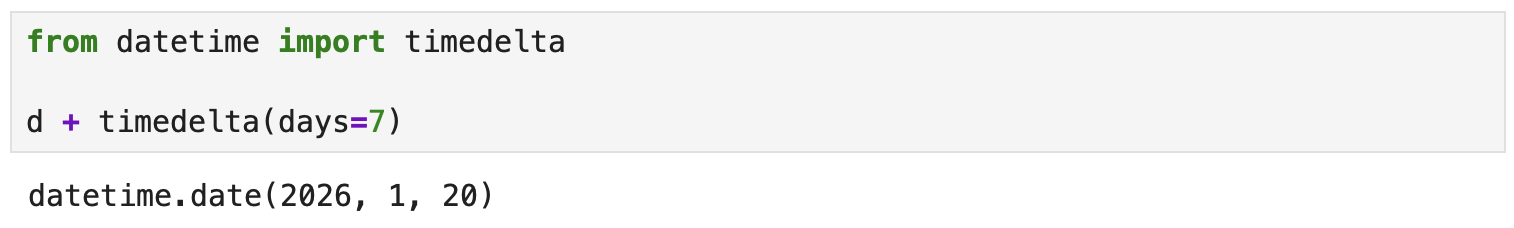 from datetime import timedelta
d + timedelta(days=7)
datetime.date(2026, 1, 20)